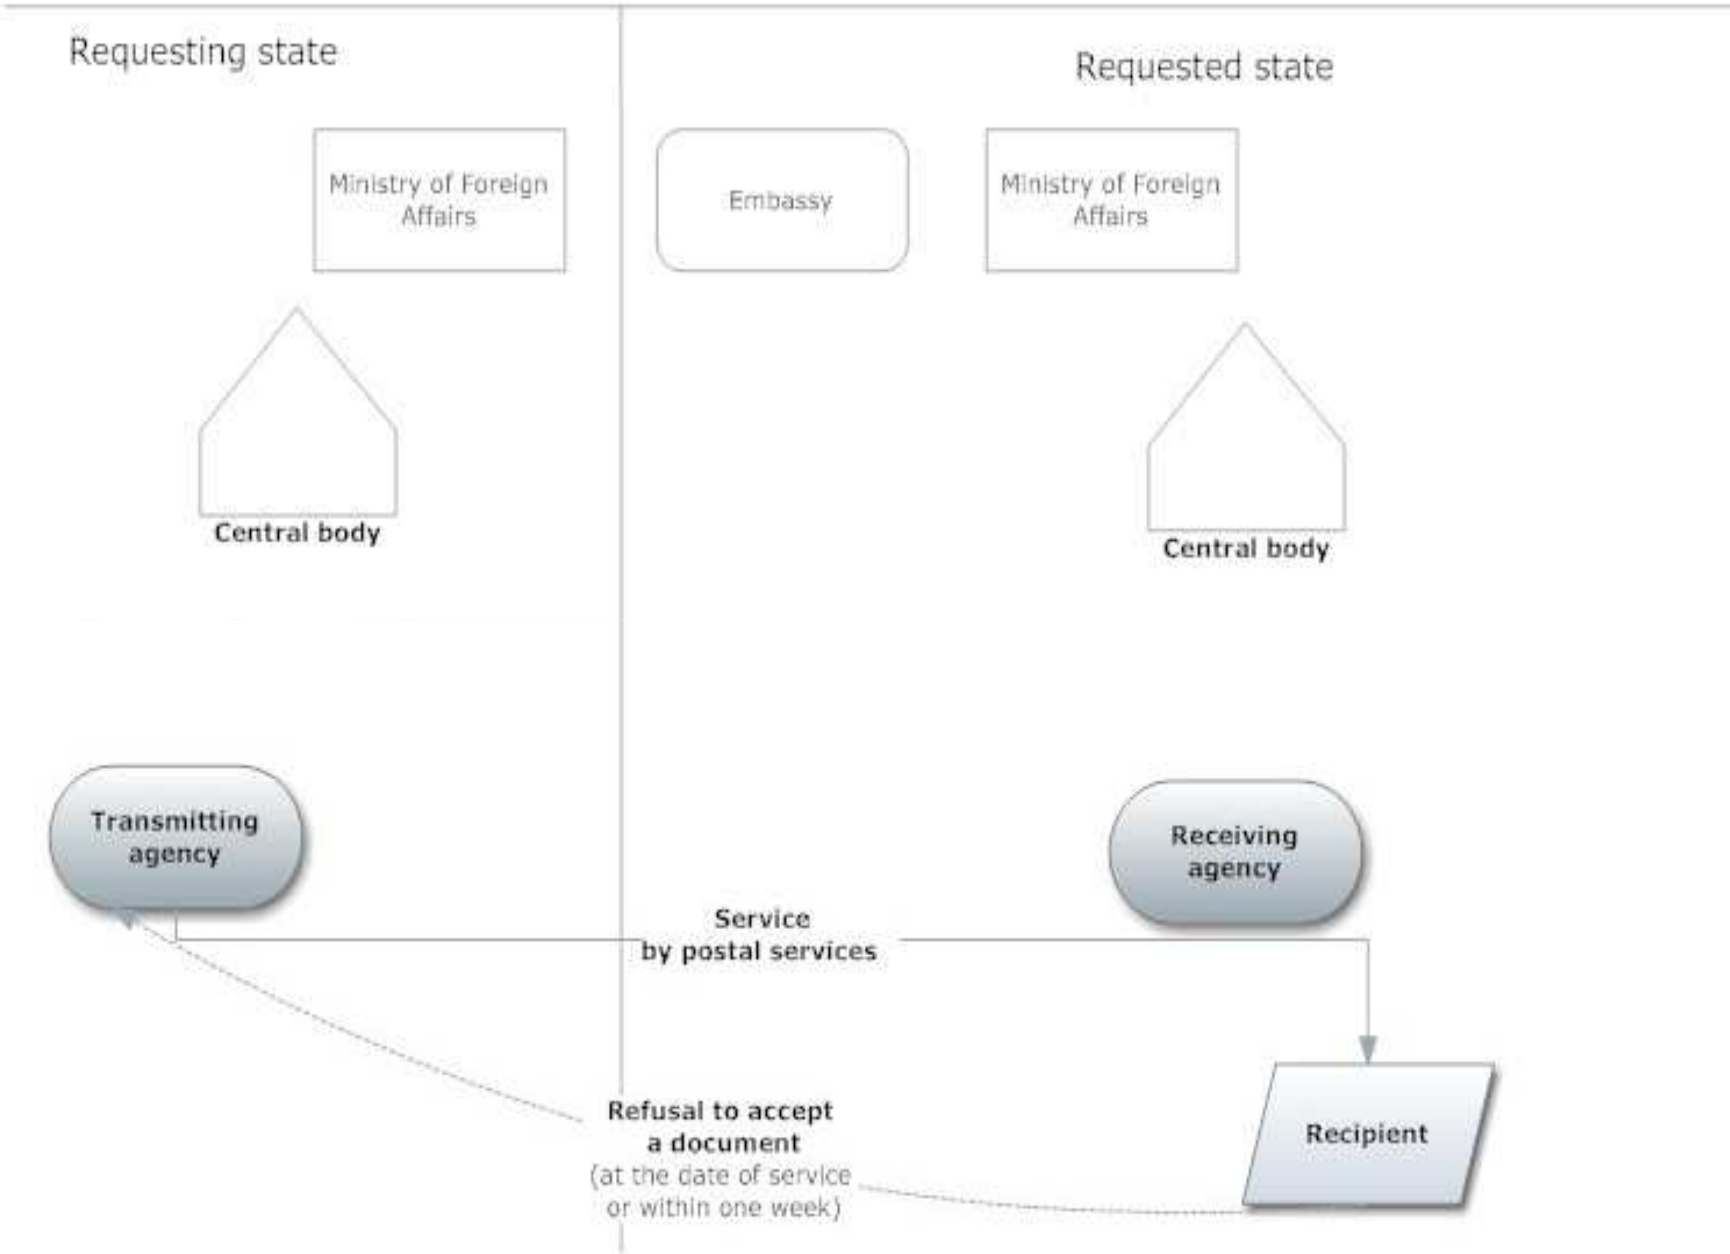 Requesting state
Requested state
Ministry of Foreign
Affairs
Embassy
Ministry of Foreign
Affairs
Central body
Central body
Transmitting
agency
Receiving
agency
Service
by postal services
Refusal to accept
a document
(at the date of service
or within one week)
Recipient